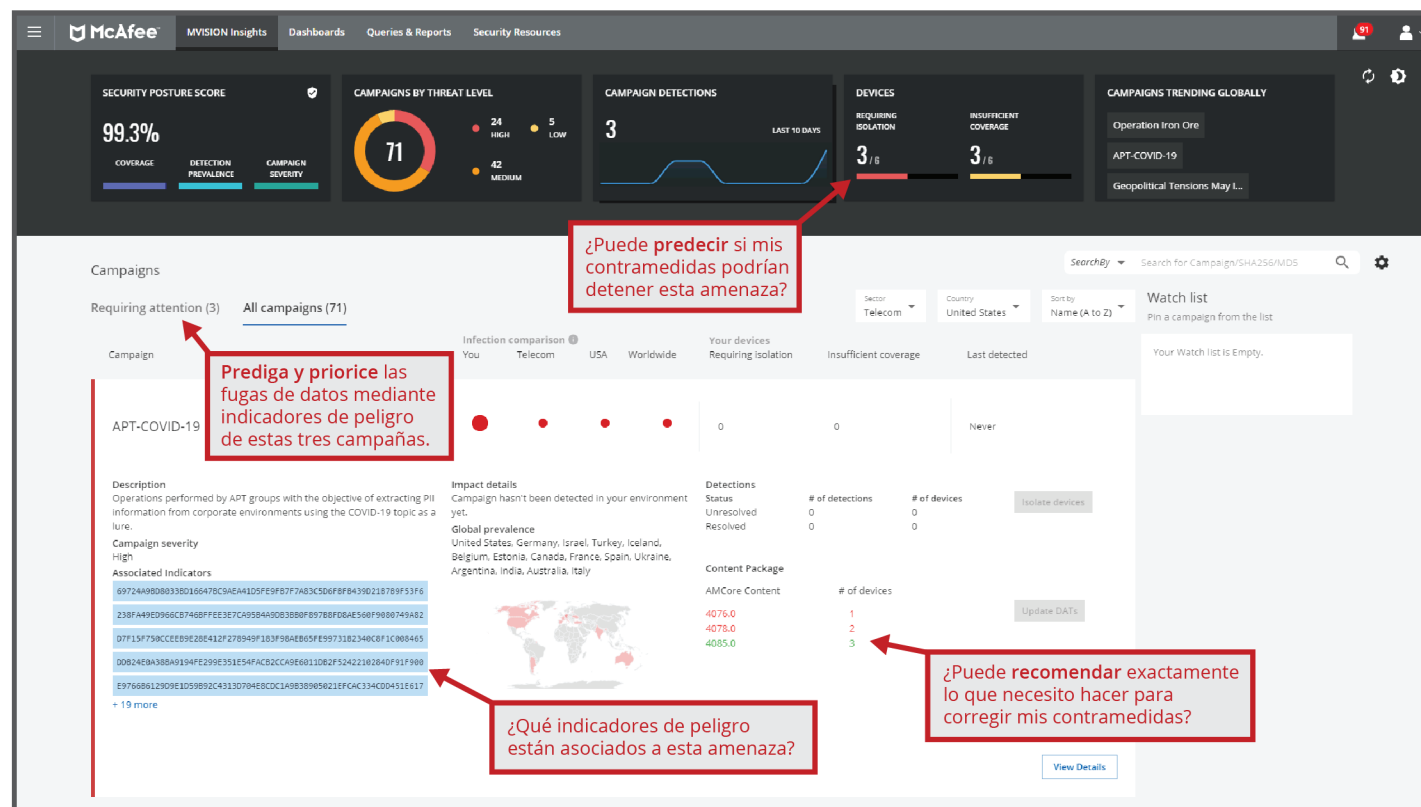 McAfee™
MVISION Insights
Dashboards
Queries & Reports
Security Resources
91
SECURITY POSTURE SCORE
99.3%
COVERAGE
DETECTION
PREVALENCE
CAMPAIGN
SEVERITY
CAMPAIGNS BY THREAT LEVEL
71
24
HIGH
5
LOW
42
MEDIUM
CAMPAIGN DETECTIONS
3
LAST 10 DAYS
DEVICES
REQUIRING
ISOLATION
3 / 6
INSUFFICIENT
COVERAGE
3 / 6
CAMPAIGNS TRENDING GLOBALLY
Operation Iron Ore
APT-COVID-19
Geopolitical Tensions May I...
¿Puede predecir si mis
contramedidas podrían
detener esta amenaza?
Campaigns
SearchBy
Search for Campaign/SHA256/MD5
Requiring attention (3)
All campaigns (71)
Sector
Telecom
Country
United States
Sort by
Name (A to Z)
Watch list
Pin a campaign from the list
Your Watch list is Empty.
Campaign
Infection comparison
You
Telecom
USA
Worldwide
Your devices
Requiring isolation
Insufficient coverage
Last detected
Prediga y priorice las
fugas de datos mediante
indicadores de peligro
de estas tres campañas.
APT-COVID-19
0
0
Never
Description
Operations performed by APT groups with the objective of extracting PII
information from corporate environments using the COVID-19 topic as a
lure.
Campaign severity
High
Associated Indicators
+ 19 more
Impact details
Campaign hasn't been detected in your environment
yet.
Global prevalence
United States, Germany, Israel, Turkey, Iceland,
Belgium, Estonia, Canada, France, Spain, Ukraine,
Argentina, India, Australia, Italy
Detections
Status # of detections # of devices
Unresolved 0 0
Resolved 0 0
Isolate devices
Content Package
AMCore Content # of devices
4076.0 1
4078.0 2
4085.0 3
Update DATs
¿Puede recomendar exactamente
lo que necesito hacer para
corregir mis contramedidas?
¿Qué indicadores de peligro
están asociados a esta amenaza?
View Details